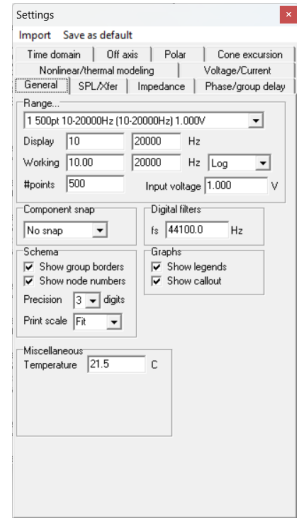 Settings
Import Save as default
Time domain Off axis Polar Cone excursion
Nonlinear/thermal modeling Voltage/Current
General SPL/Xfer Impedance Phase/group delay
Range...
1 500pt 10-20000Hz (10-20000Hz) 1.000V
Display 10 20000 Hz
Working 10.00 20000 Hz Log
#points 500 Input voltage 1.000 V
Component snap Digital filters
No snap fs 44100.0 Hz
Schema Graphs
Show group borders Show legends
Show node numbers Show callout
Precision 3 digits
Print scale Fit
Miscellaneous
Temperature 21.5 C